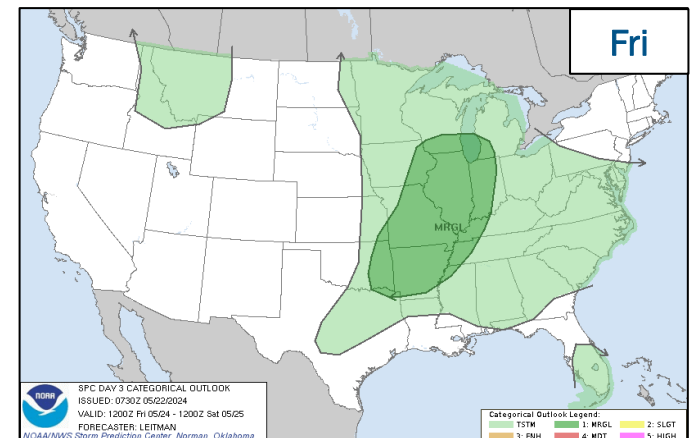 Fri
MRGL
NOAA
SPC DAY 3 CATEGORICAL OUTLOOK
ISSUED: 0730Z 05/22/2024
VALID: 1200Z Fri 05/24 - 1200Z Sat 05/25
FORECASTER: LEITMAN
NOAA/NWS Storm Prediction Center, Norman, Oklahoma
Categorical Outlook Legend:
TSTM 1: MRGL 2: SLGT
3: ENH 4: MDT 5: HIGH